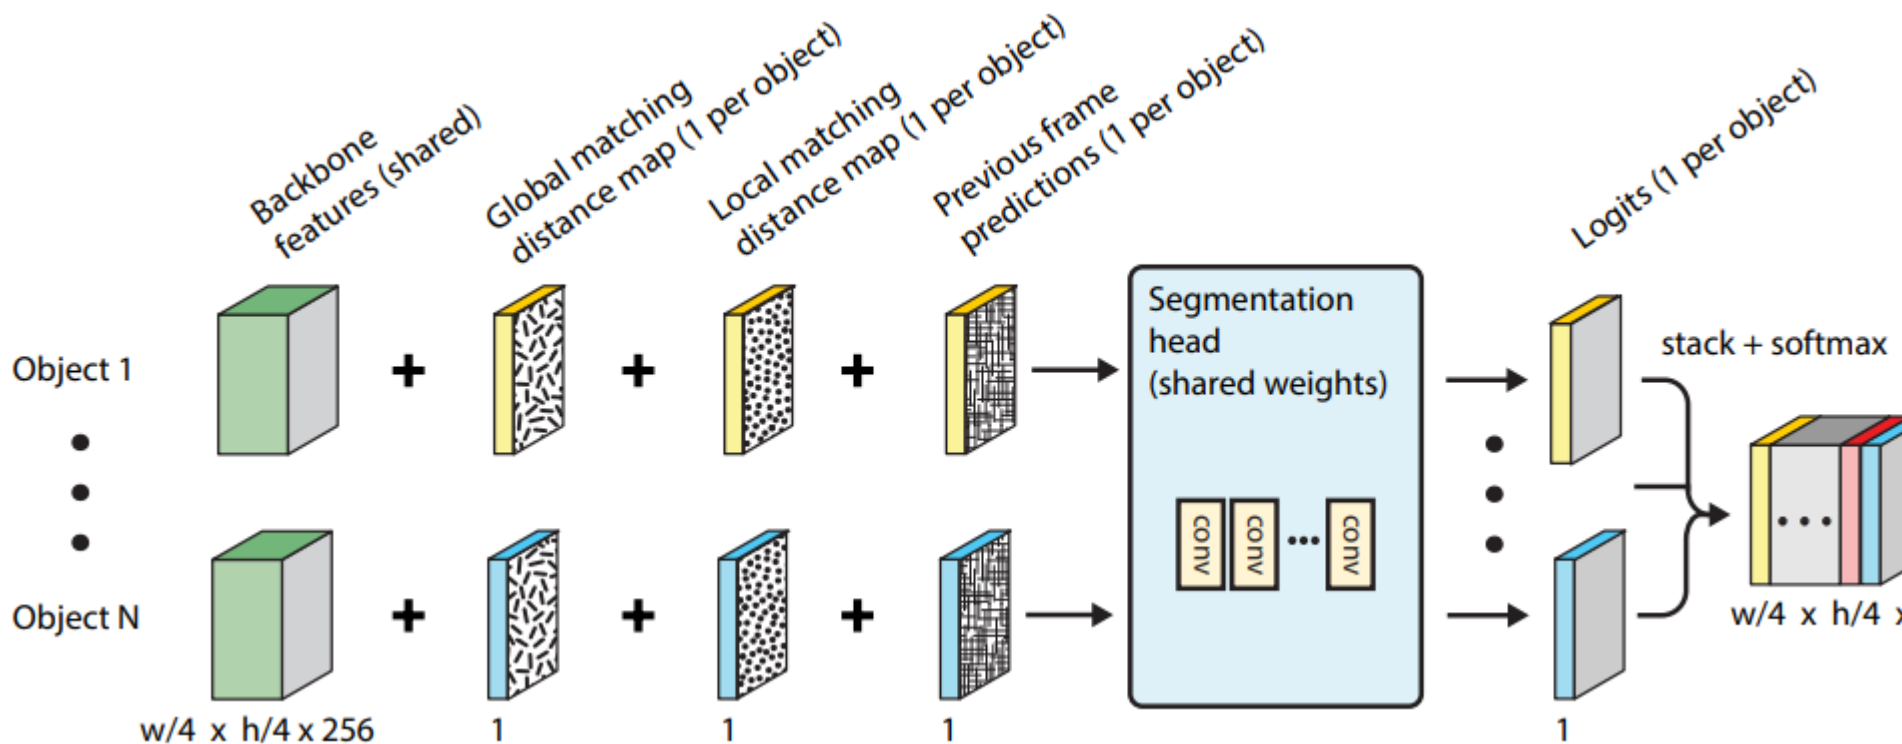 Backbone
features (shared)
Global matching
distance map (1 per object)
Local matching
distance map (1 per object)
Previous frame
predictions (1 per object)
Logits (1 per object)
Object 1
Segmentation
head
(shared weights)
stack + softmax
conv
conv
conv
Object N
w/4 x h/4 x 256
1
1
1
1
w/4 x h/4 x